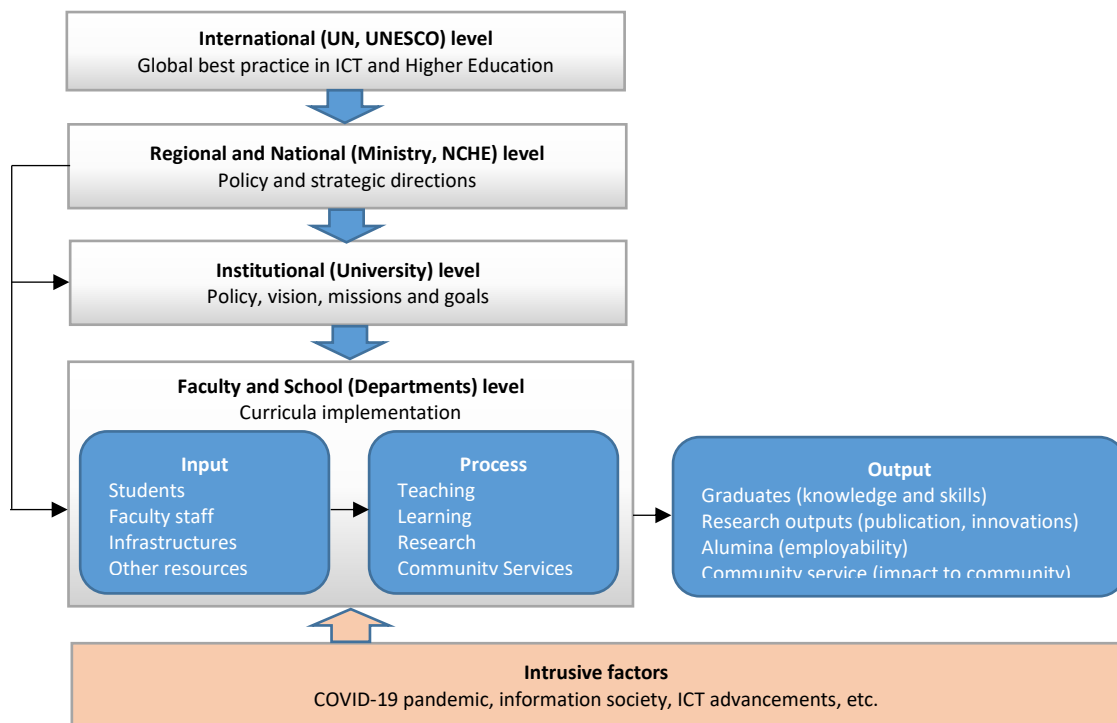 International (UN, UNESCO) level
Global best practice in ICT and Higher Education
Regional and National (Ministry, NCHE) level
Policy and strategic directions
Institutional (University) level
Policy, vision, missions and goals
Faculty and School (Departments) level
Curricula implementation
Input
Students
Faculty staff
Infrastructures
Other resources
Process
Teaching
Learning
Research
Community Services
Output
Graduates (knowledge and skills)
Research outputs (publication, innovations)
Alumina (employability)
Community service (impact to community)
Intrusive factors
COVID-19 pandemic, information society, ICT advancements, etc.